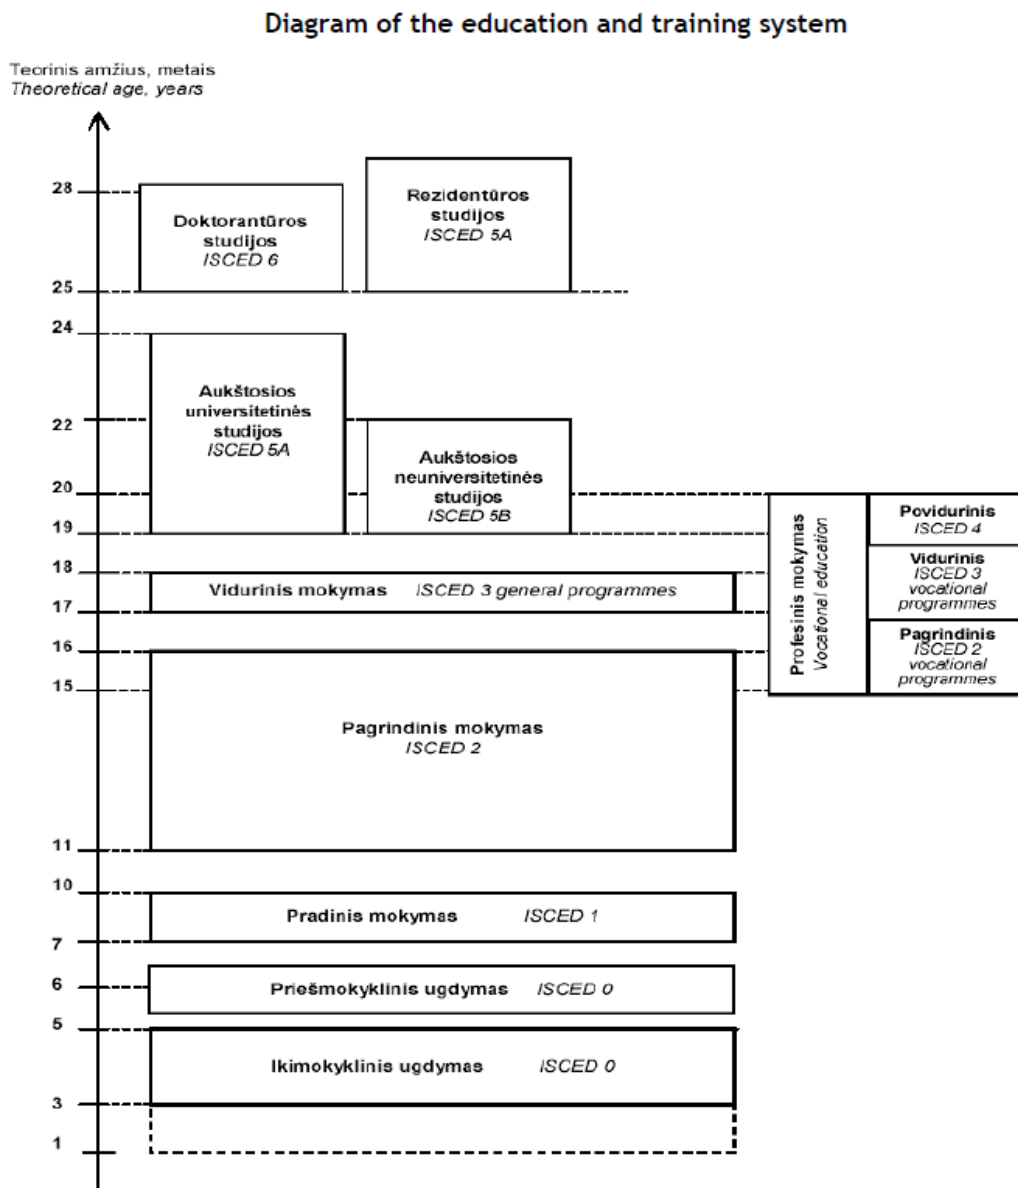 Diagram of the education and training system
Teorinis amžius, metais
Theoretical age, years
28
Doktorantūros
studijos
ISCED 6
Rezidentūros
studijos
ISCED 5A
25
24
Aukštosios
universitetinės
studijos
ISCED 5A
22
Aukštosios
neuniversitetinės
studijos
ISCED 5B
20
19
Profesinis mokymas
Vocational education
Povidurinis
ISCED 4
Vidurinis
ISCED 3
vocational
programmes
Pagrindinis
ISCED 2
vocational
programmes
18
Vidurinis mokymas ISCED 3 general programmes
17
16
15
Pagrindinis mokymas
ISCED 2
11
10
Pradinis mokymas ISCED 1
7
6
Priešmokyklinis ugdymas ISCED 0
5
Ikimokyklinis ugdymas ISCED 0
3
1